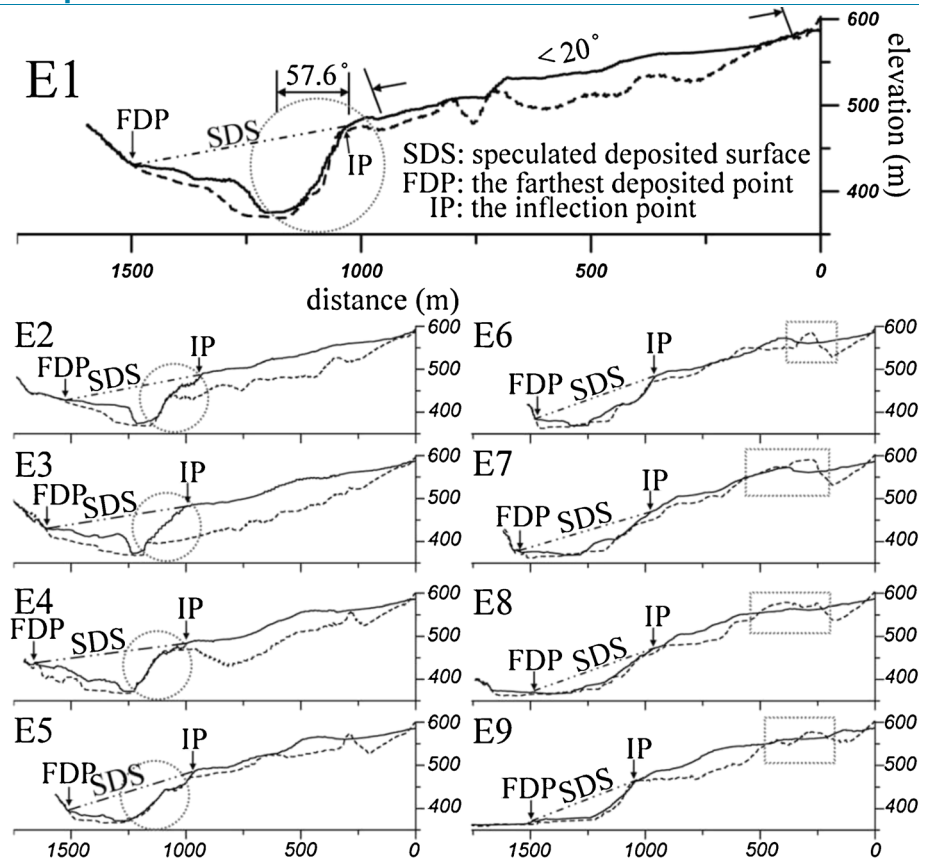 E1
57.6°
<20°
FDP
SDS
IP
SDS: speculated deposited surface
FDP: the farthest deposited point
IP: the inflection point
600
500
400
elevation (m)
1500 1000 500 0
distance (m)
E2
FDP SDS IP
600
500
400
E6
FDP SDS IP
600
500
400
E3
FDP SDS IP
600
500
400
E7
FDP SDS IP
600
500
400
E4
FDP SDS IP
600
500
400
E8
FDP SDS IP
600
500
400
E5
FDP SDS IP
600
500
400
1500 1000 500 0
E9
FDP SDS IP
600
500
400
1500 1000 500 0